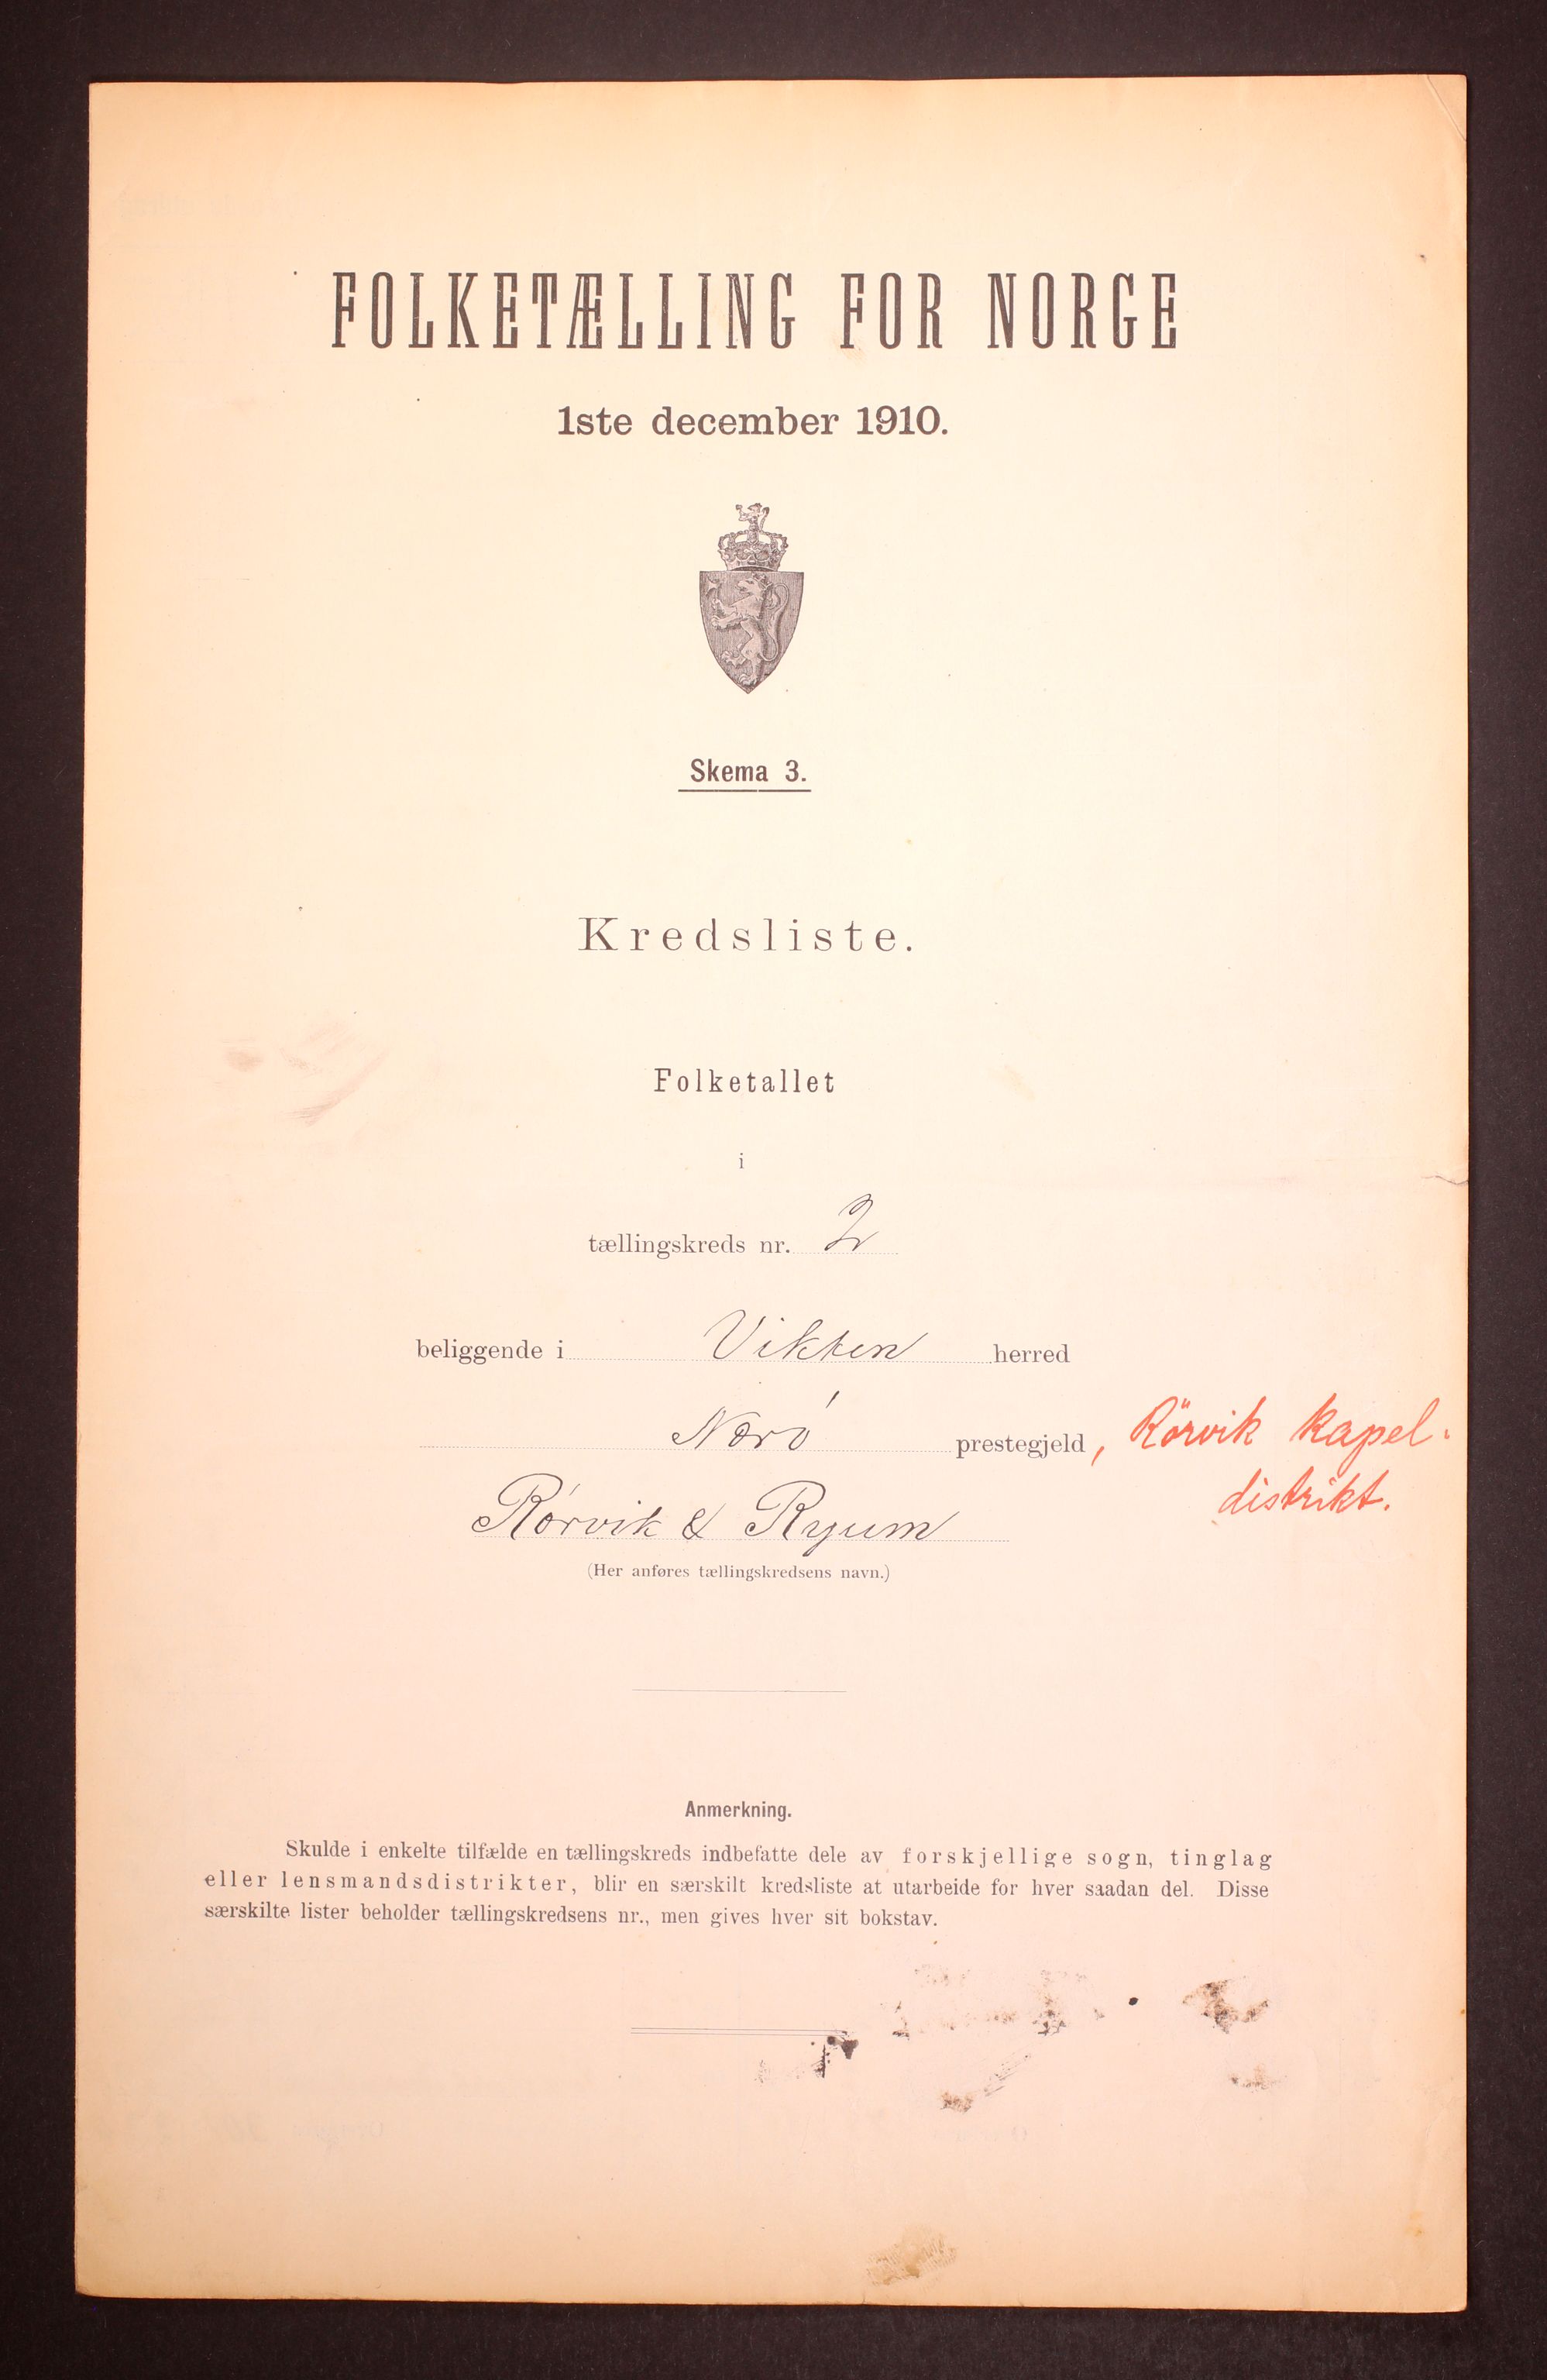 FOLKETÆLLING FOR NORGE
1ste december 1910.
Skema 3.
Kredsliste.
Folketallet
i
tællingskreds nr. 2
beliggende i Vikten herred
Nærö prestegjeld, Rörvik kapel-
distrikt.
Rörvik & Ryum
(Her anføres tællingskredsens navn.)
Anmerkning.
Skulde i enkelte tilfælde en tællingskreds indbefatte dele av forskjellige sogn, tinglag
eller lensmandsdistrikter, blir en særskilt kredsliste at utarbeide for hver saadan del. Disse
særskilte lister beholder tællingskredsens nr., men gives hver sit bokstav.